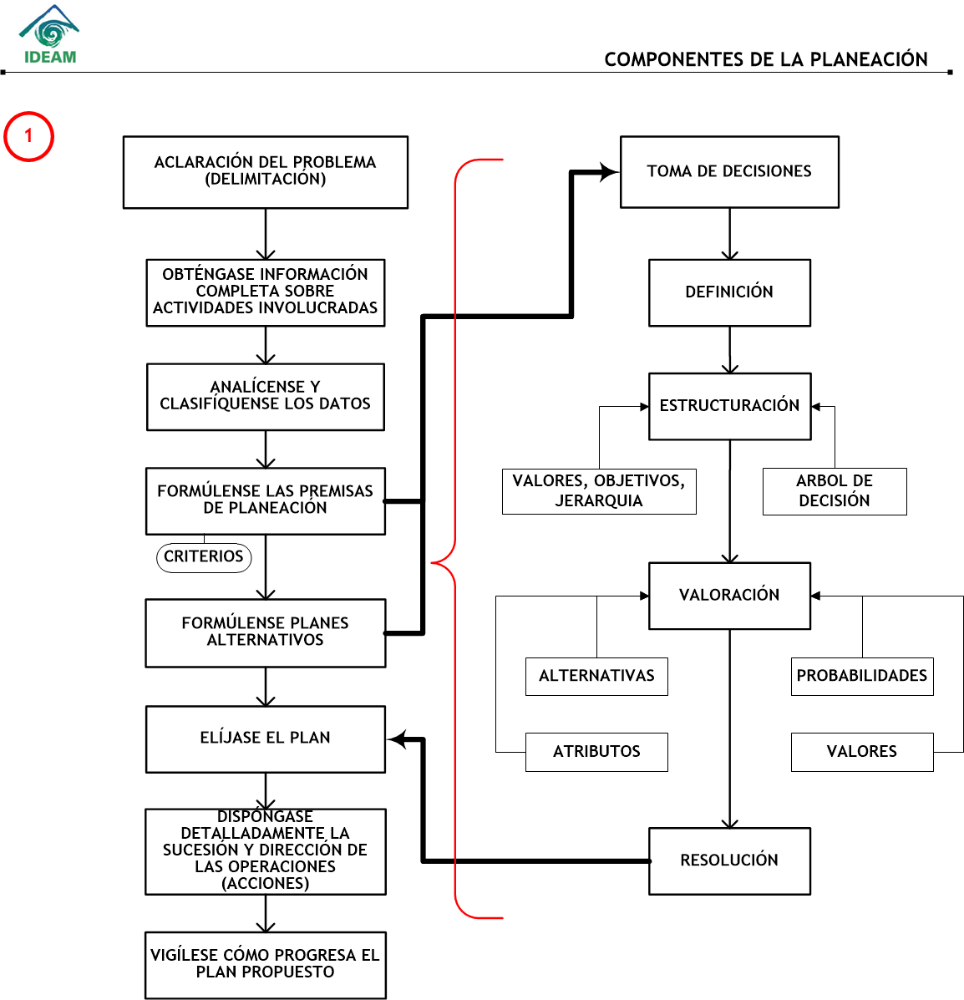 IDEAM
COMPONENTES DE LA PLANEACIÓN
1
ACLARACIÓN DEL PROBLEMA
(DELIMITACIÓN)
OBTÉNGASE INFORMACIÓN
COMPLETA SOBRE
ACTIVIDADES INVOLUCRADAS
ANALÍCENSE Y
CLASIFÍQUENSE LOS DATOS
FORMÚLENSE LAS PREMISAS
DE PLANEACIÓN
CRITERIOS
FORMÚLENSE PLANES
ALTERNATIVOS
ELÍJASE EL PLAN
DISPÓNGASE
DETALLADAMENTE LA
SUCESIÓN Y DIRECCIÓN DE
LAS OPERACIONES
(ACCIONES)
VIGÍLESE CÓMO PROGRESA EL
PLAN PROPUESTO
TOMA DE DECISIONES
DEFINICIÓN
ESTRUCTURACIÓN
VALORES, OBJETIVOS,
JERARQUIA
ARBOL DE
DECISIÓN
VALORACIÓN
ALTERNATIVAS
PROBABILIDADES
ATRIBUTOS
VALORES
RESOLUCIÓN